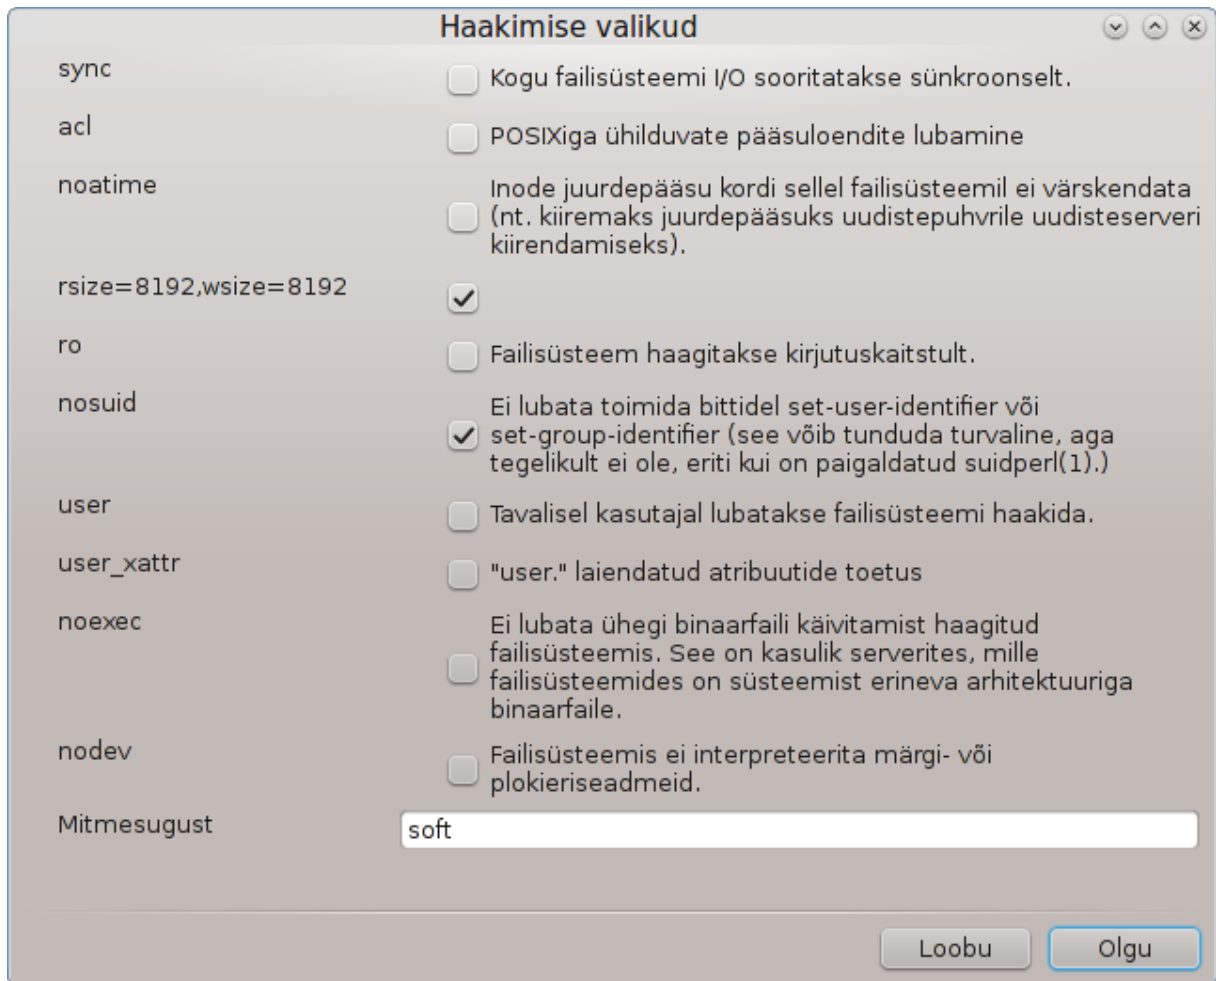 Haakimise valikud
sync
Kogu failisüsteemi I/O sooritatakse sünkroonselt.
acl
POSIXiga ühilduvate pääsuloendite lubamine
noatime
Inode juurdepääsu kordi sellel failisüsteemil ei värskendata
(nt. kiiremaks juurdepääsuks uudistepuhvrile uudisteserveri
kiirendamiseks).
rsize=8192,wsize=8192
ro
Failisüsteem haagitakse kirjutuskaitstult.
nosuid
Ei lubata toimida bittidel set-user-identifier või
set-group-identifier (see võib tunduda turvaline, aga
tegelikult ei ole, eriti kui on paigaldatud suidperl(1).)
user
Tavalisel kasutajal lubatakse failisüsteemi haakida.
user_xattr
"user." laiendatud atribuutide toetus
noexec
Ei lubata ühegi binaarfaili käivitamist haagitud
failisüsteemis. See on kasulik serverites, mille
failisüsteemides on süsteemist erineva arhitektuuriga
binaarfaile.
nodev
Failisüsteemis ei interpreteerita märgi- või
plokieriseadmeid.
Mitmesugust
soft
Loobu
Olgu